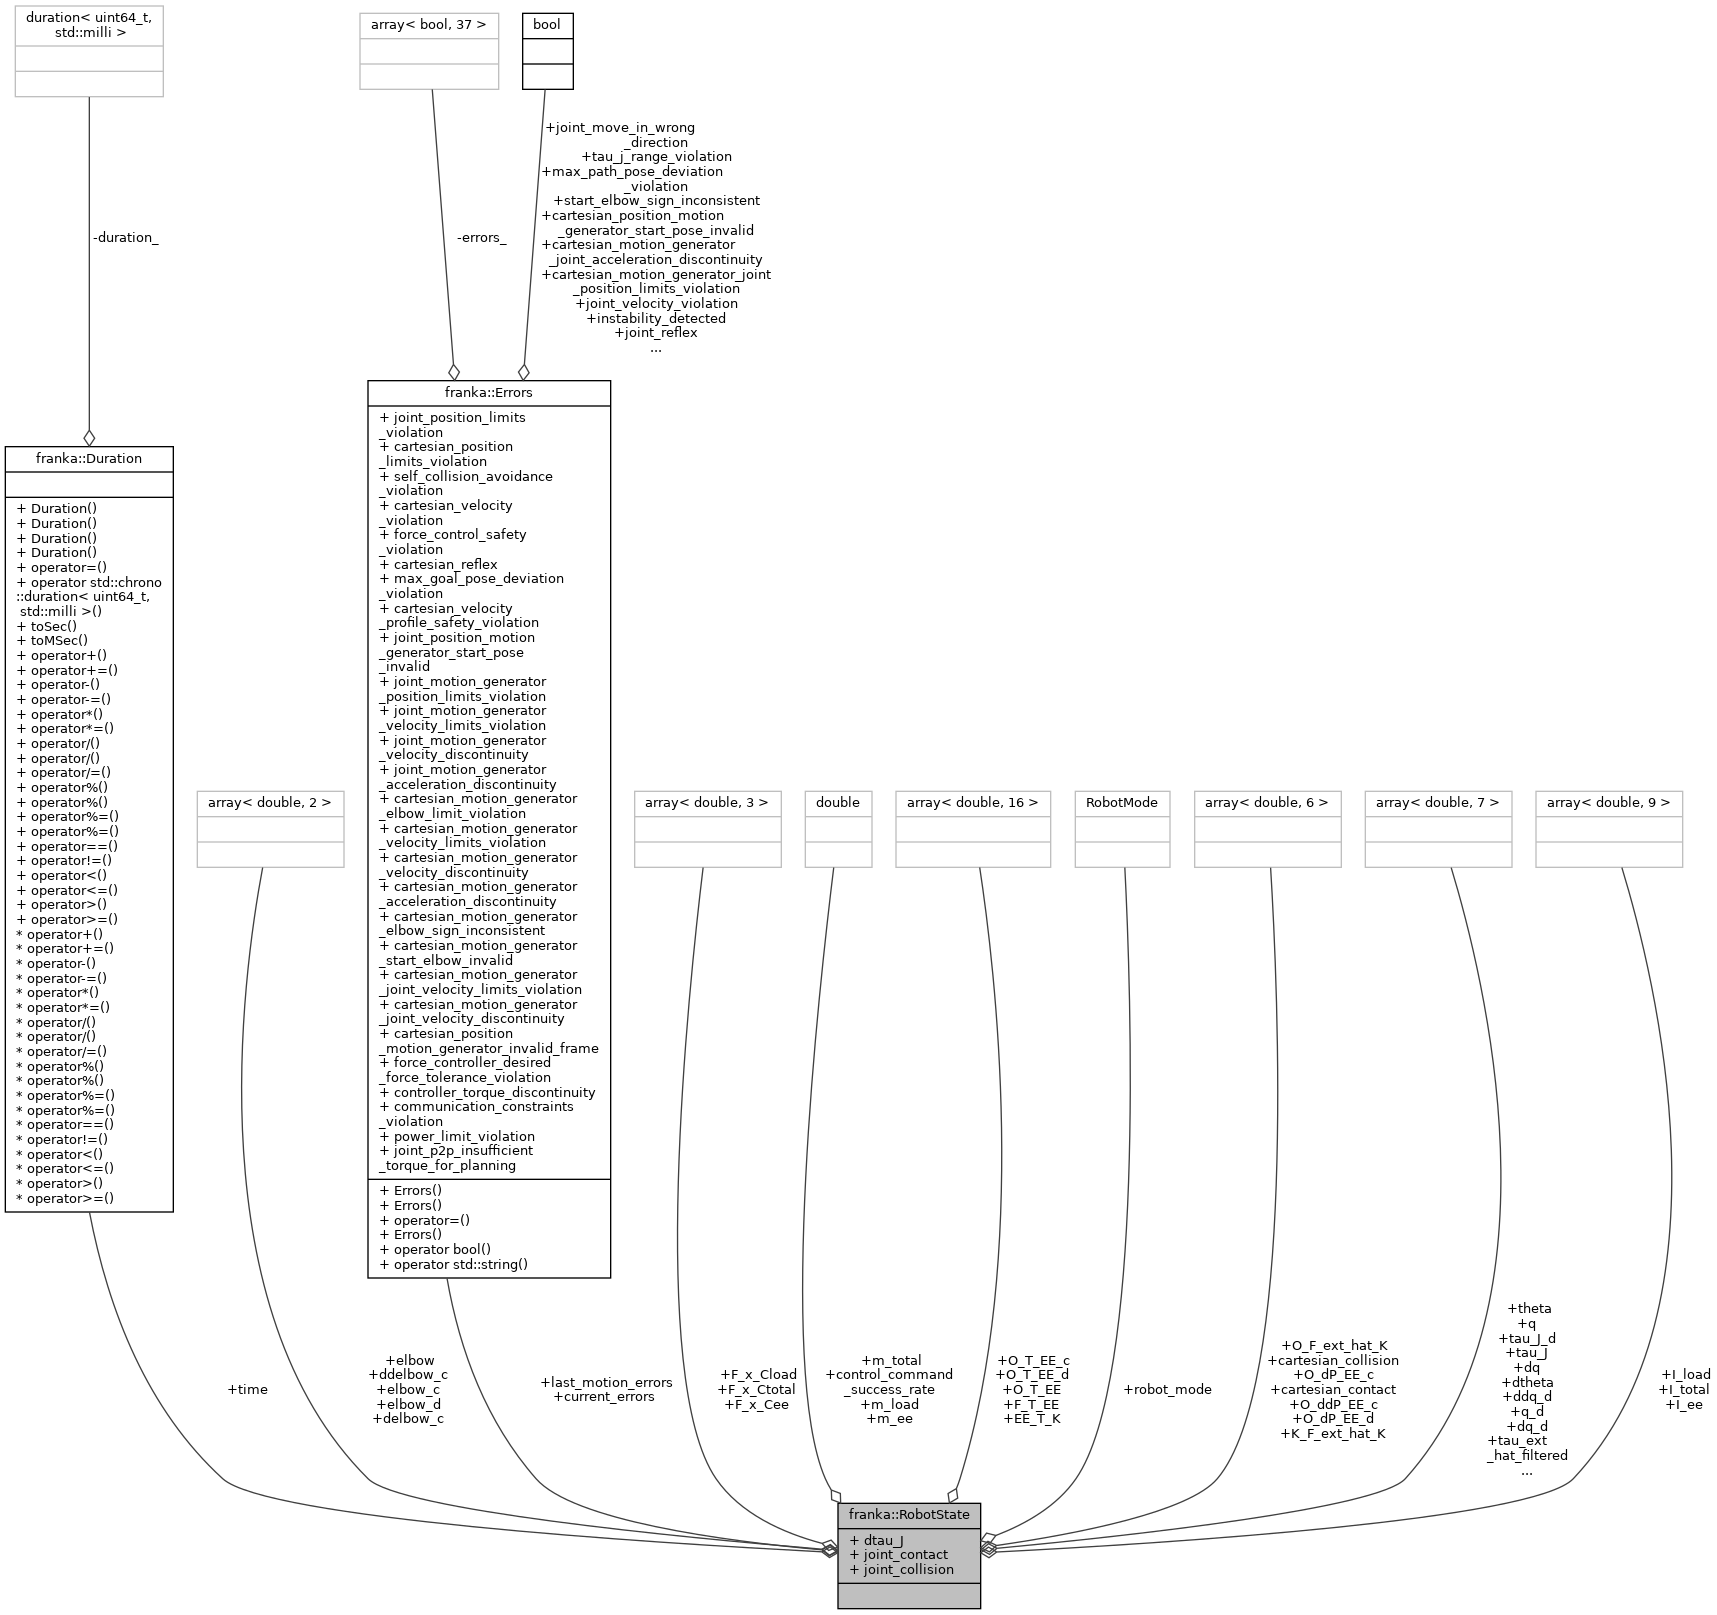 duration< uint64_t,
std::milli >
array< bool, 37 >
bool
-duration_
-errors_
+joint_move_in_wrong
_direction
+tau_j_range_violation
+max_path_pose_deviation
_violation
+start_elbow_sign_inconsistent
+cartesian_position_motion
_generator_start_pose_invalid
+cartesian_motion_generator
_joint_acceleration_discontinuity
+cartesian_motion_generator_joint
_position_limits_violation
+joint_velocity_violation
+instability_detected
+joint_reflex
...
franka::Duration
+ Duration()
+ Duration()
+ Duration()
+ Duration()
+ operator=()
+ operator std::chrono
::duration< uint64_t,
std::milli >()
+ toSec()
+ toMSec()
+ operator+()
+ operator+=()
+ operator-()
+ operator-=()
+ operator*()
+ operator*=()
+ operator/()
+ operator/()
+ operator/=()
+ operator%()
+ operator%()
+ operator%=()
+ operator%=()
+ operator==()
+ operator!=()
+ operator<()
+ operator<=()
+ operator>()
+ operator>=()
* operator+()
* operator+=()
* operator-()
* operator-=()
* operator*()
* operator*=()
* operator/()
* operator/()
* operator/=()
* operator%()
* operator%()
* operator%=()
* operator%=()
* operator==()
* operator!=()
* operator<()
* operator<=()
* operator>()
* operator>=()
franka::Errors
+ joint_position_limits
_violation
+ cartesian_position
_limits_violation
+ self_collision_avoidance
_violation
+ cartesian_velocity
_violation
+ force_control_safety
_violation
+ cartesian_reflex
+ max_goal_pose_deviation
_violation
+ cartesian_velocity
_profile_safety_violation
+ joint_position_motion
_generator_start_pose
_invalid
+ joint_motion_generator
_position_limits_violation
+ joint_motion_generator
_velocity_limits_violation
+ joint_motion_generator
_velocity_discontinuity
+ joint_motion_generator
_acceleration_discontinuity
+ cartesian_motion_generator
_elbow_limit_violation
+ cartesian_motion_generator
_velocity_limits_violation
+ cartesian_motion_generator
_velocity_discontinuity
+ cartesian_motion_generator
_acceleration_discontinuity
+ cartesian_motion_generator
_elbow_sign_inconsistent
+ cartesian_motion_generator
_start_elbow_invalid
+ cartesian_motion_generator
_joint_velocity_limits_violation
+ cartesian_motion_generator
_joint_velocity_discontinuity
+ cartesian_position
_motion_generator_invalid_frame
+ force_controller_desired
_force_tolerance_violation
+ controller_torque_discontinuity
+ communication_constraints
_violation
+ power_limit_violation
+ joint_p2p_insufficient
_torque_for_planning
+ Errors()
+ Errors()
+ operator=()
+ Errors()
+ operator bool()
+ operator std::string()
array< double, 2 >
array< double, 3 >
double
array< double, 16 >
RobotMode
array< double, 6 >
array< double, 7 >
array< double, 9 >
+time
+elbow
+ddelbow_c
+elbow_c
+elbow_d
+delbow_c
+last_motion_errors
+current_errors
+F_x_Cload
+F_x_Ctotal
+F_x_Cee
+m_total
+control_command
_success_rate
+m_load
+m_ee
+O_T_EE_c
+O_T_EE_d
+O_T_EE
+F_T_EE
+EE_T_K
+robot_mode
+O_F_ext_hat_K
+cartesian_collision
+O_dP_EE_c
+cartesian_contact
+O_ddP_EE_c
+O_dP_EE_d
+K_F_ext_hat_K
+theta
+q
+tau_J_d
+tau_J
+dq
+dtheta
+ddq_d
+q_d
+dq_d
+tau_ext
_hat_filtered
...
+I_load
+I_total
+I_ee
franka::RobotState
+ dtau_J
+ joint_contact
+ joint_collision